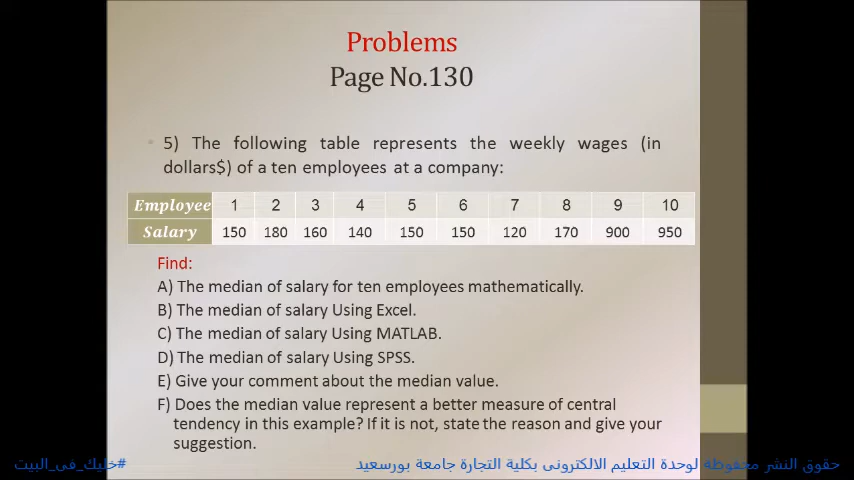 Problems
Page No.130
5) The following table represents the weekly wages (in
dollars$) of a ten employees at a company:
Employee 1 2 3 4 5 6 7 8 9 10
Salary 150 180 160 140 150 150 120 170 900 950
Find:
A) The median of salary for ten employees mathematically.
B) The median of salary Using Excel.
C) The median of salary Using MATLAB.
D) The median of salary Using SPSS.
E) Give your comment about the median value.
F) Does the median value represent a better measure of central
tendency in this example? If it is not, state the reason and give your
suggestion.
حقوق النشر محفوظة لوحدة التعليم الالكترونى بكلية التجارة جامعة بورسعيد
#خليك_فى_البيت